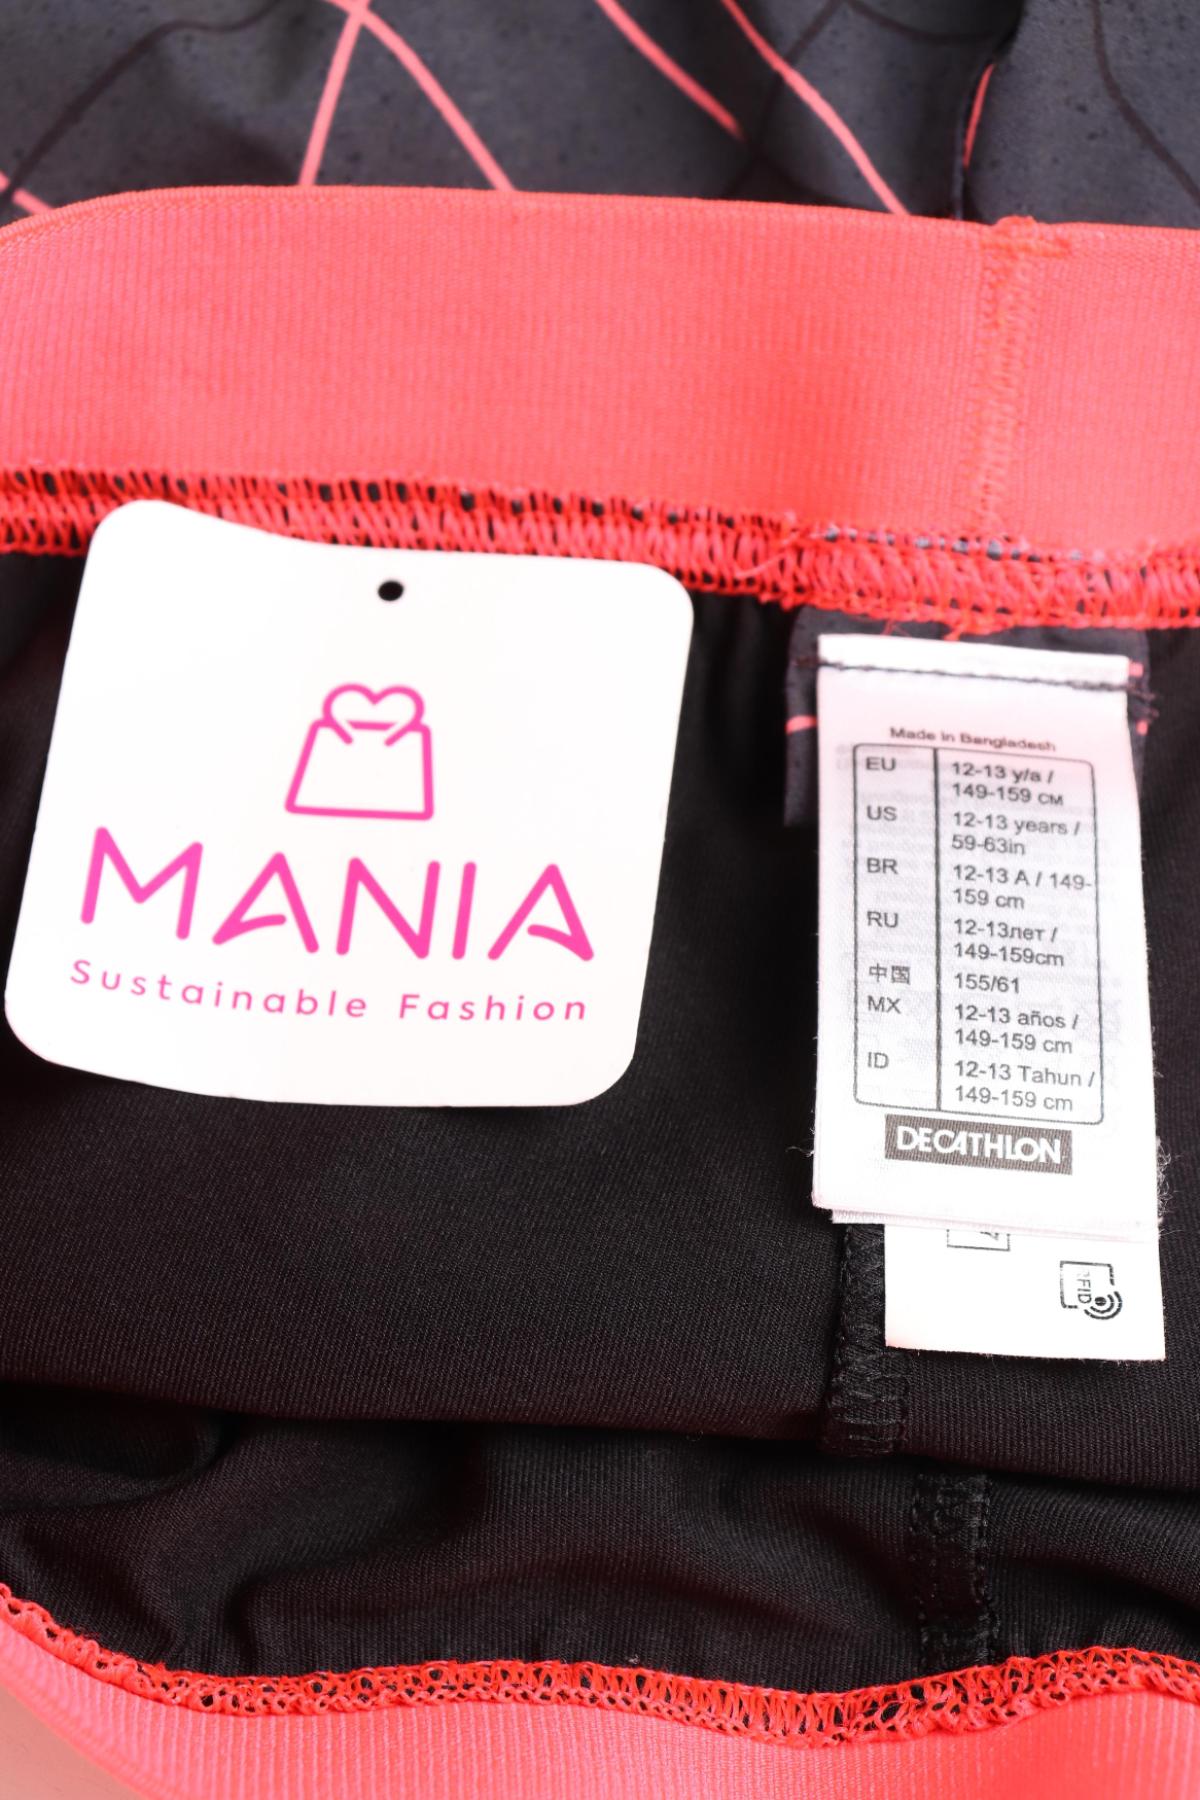 MANIA
Sustainable Fashion
Made in Bangladesh
EU 12-13 y/a /
149-159 см
US 12-13 years /
59-63in
BR 12-13 A / 149-
159 cm
RU 12-13лет /
149-159cm
中国 155/61
MX 12-13 años /
149-159 cm
ID 12-13 Tahun /
149-159 cm
DECATHLON
RFID